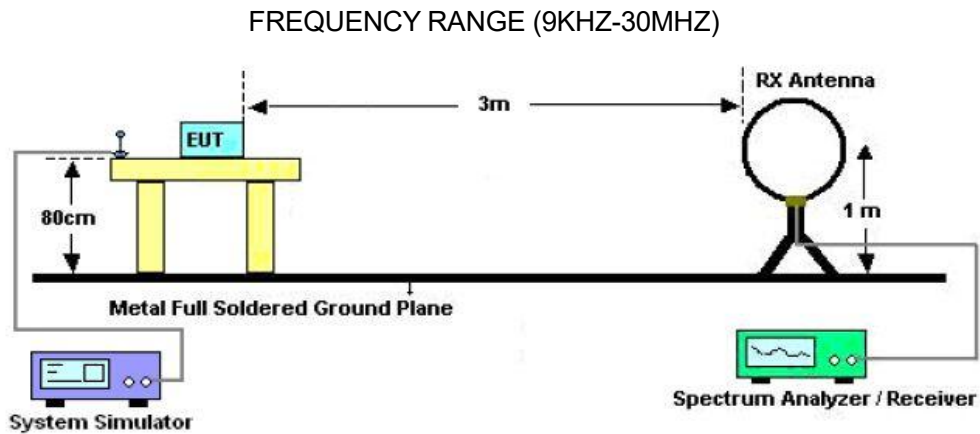 FREQUENCY RANGE (9KHZ-30MHZ)
RX Antenna
3m
EUT
80cm
1 m
Metal Full Soldered Ground Plane
System Simulator
Spectrum Analyzer / Receiver